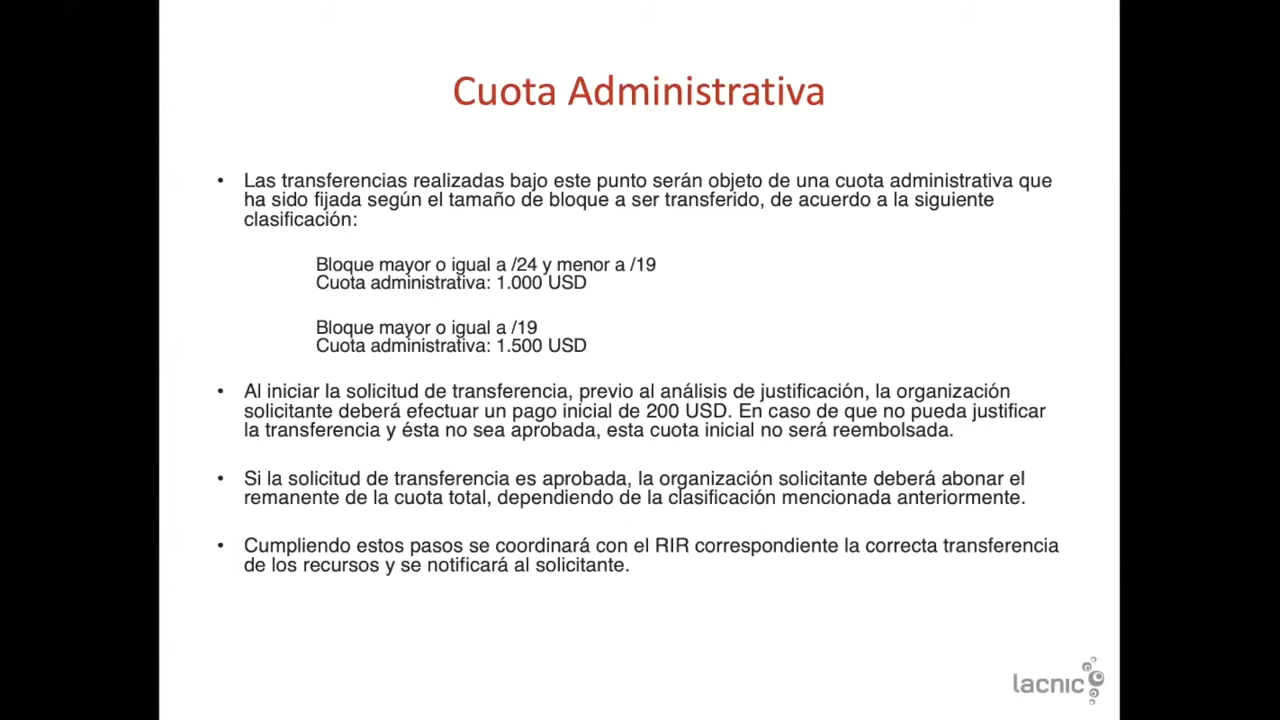 Cuota Administrativa
• Las transferencias realizadas bajo este punto serán objeto de una cuota administrativa que
ha sido fijada según el tamaño de bloque a ser transferido, de acuerdo a la siguiente
clasificación:
Bloque mayor o igual a /24 y menor a /19
Cuota administrativa: 1.000 USD
Bloque mayor o igual a /19
Cuota administrativa: 1.500 USD
• Al iniciar la solicitud de transferencia, previo al análisis de justificación, la organización
solicitante deberá efectuar un pago inicial de 200 USD. En caso de que no pueda justificar
la transferencia y ésta no sea aprobada, esta cuota inicial no será reembolsada.
• Si la solicitud de transferencia es aprobada, la organización solicitante deberá abonar el
remanente de la cuota total, dependiendo de la clasificación mencionada anteriormente.
• Cumpliendo estos pasos se coordinará con el RIR correspondiente la correcta transferencia
de los recursos y se notificará al solicitante.
lacnic